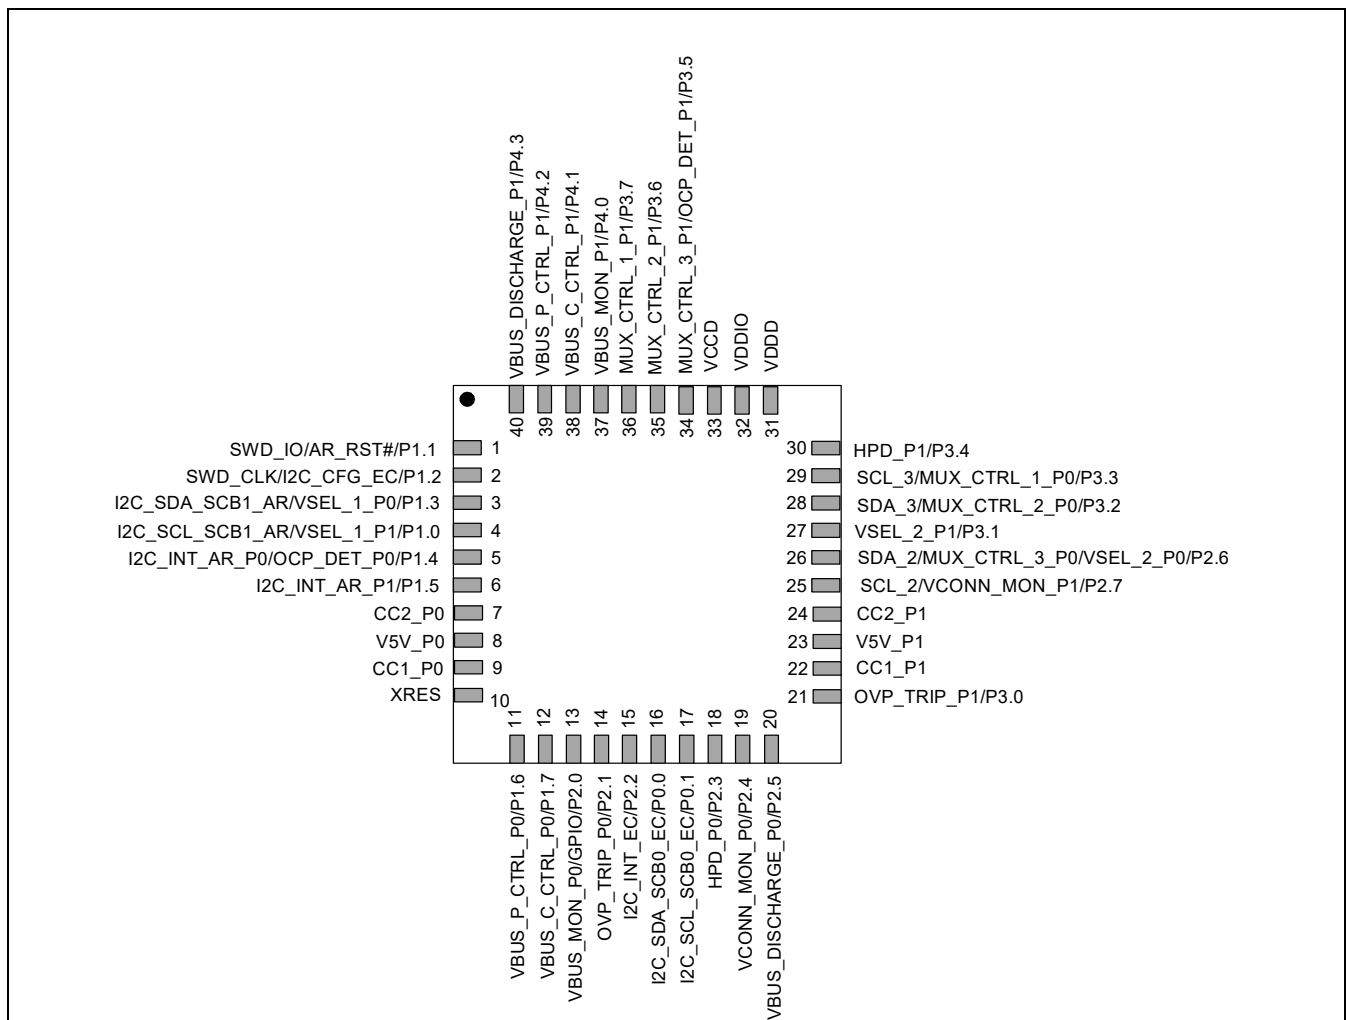 VBUS_DISCHARGE_P1/P4.3
VBUS_P_CTRL_P1/P4.2
VBUS_C_CTRL_P1/P4.1
VBUS_MON_P1/P4.0
MUX_CTRL_1_P1/P3.7
MUX_CTRL_2_P1/P3.6
MUX_CTRL_3_P1/OCP_DET_P1/P3.5
VCCD
VDDIO
VDDD
40
39
38
37
36
35
34
33
32
31
SWD_IO/AR_RST#/P1.1 1
SWD_CLK/I2C_CFG_EC/P1.2 2
I2C_SDA_SCB1_AR/VSEL_1_P0/P1.3 3
I2C_SCL_SCB1_AR/VSEL_1_P1/P1.0 4
I2C_INT_AR_P0/OCP_DET_P0/P1.4 5
I2C_INT_AR_P1/P1.5 6
CC2_P0 7
V5V_P0 8
CC1_P0 9
XRES 10
30 HPD_P1/P3.4
29 SCL_3/MUX_CTRL_1_P0/P3.3
28 SDA_3/MUX_CTRL_2_P0/P3.2
27 VSEL_2_P1/P3.1
26 SDA_2/MUX_CTRL_3_P0/VSEL_2_P0/P2.6
25 SCL_2/VCONN_MON_P1/P2.7
24 CC2_P1
23 V5V_P1
22 CC1_P1
21 OVP_TRIP_P1/P3.0
11
12
13
14
15
16
17
18
19
20
VBUS_P_CTRL_P0/P1.6
VBUS_C_CTRL_P0/P1.7
VBUS_MON_P0/GPIO/P2.0
OVP_TRIP_P0/P2.1
I2C_INT_EC/P2.2
I2C_SDA_SCB0_EC/P0.0
I2C_SCL_SCB0_EC/P0.1
HPD_P0/P2.3
VCONN_MON_P0/P2.4
VBUS_DISCHARGE_P0/P2.5